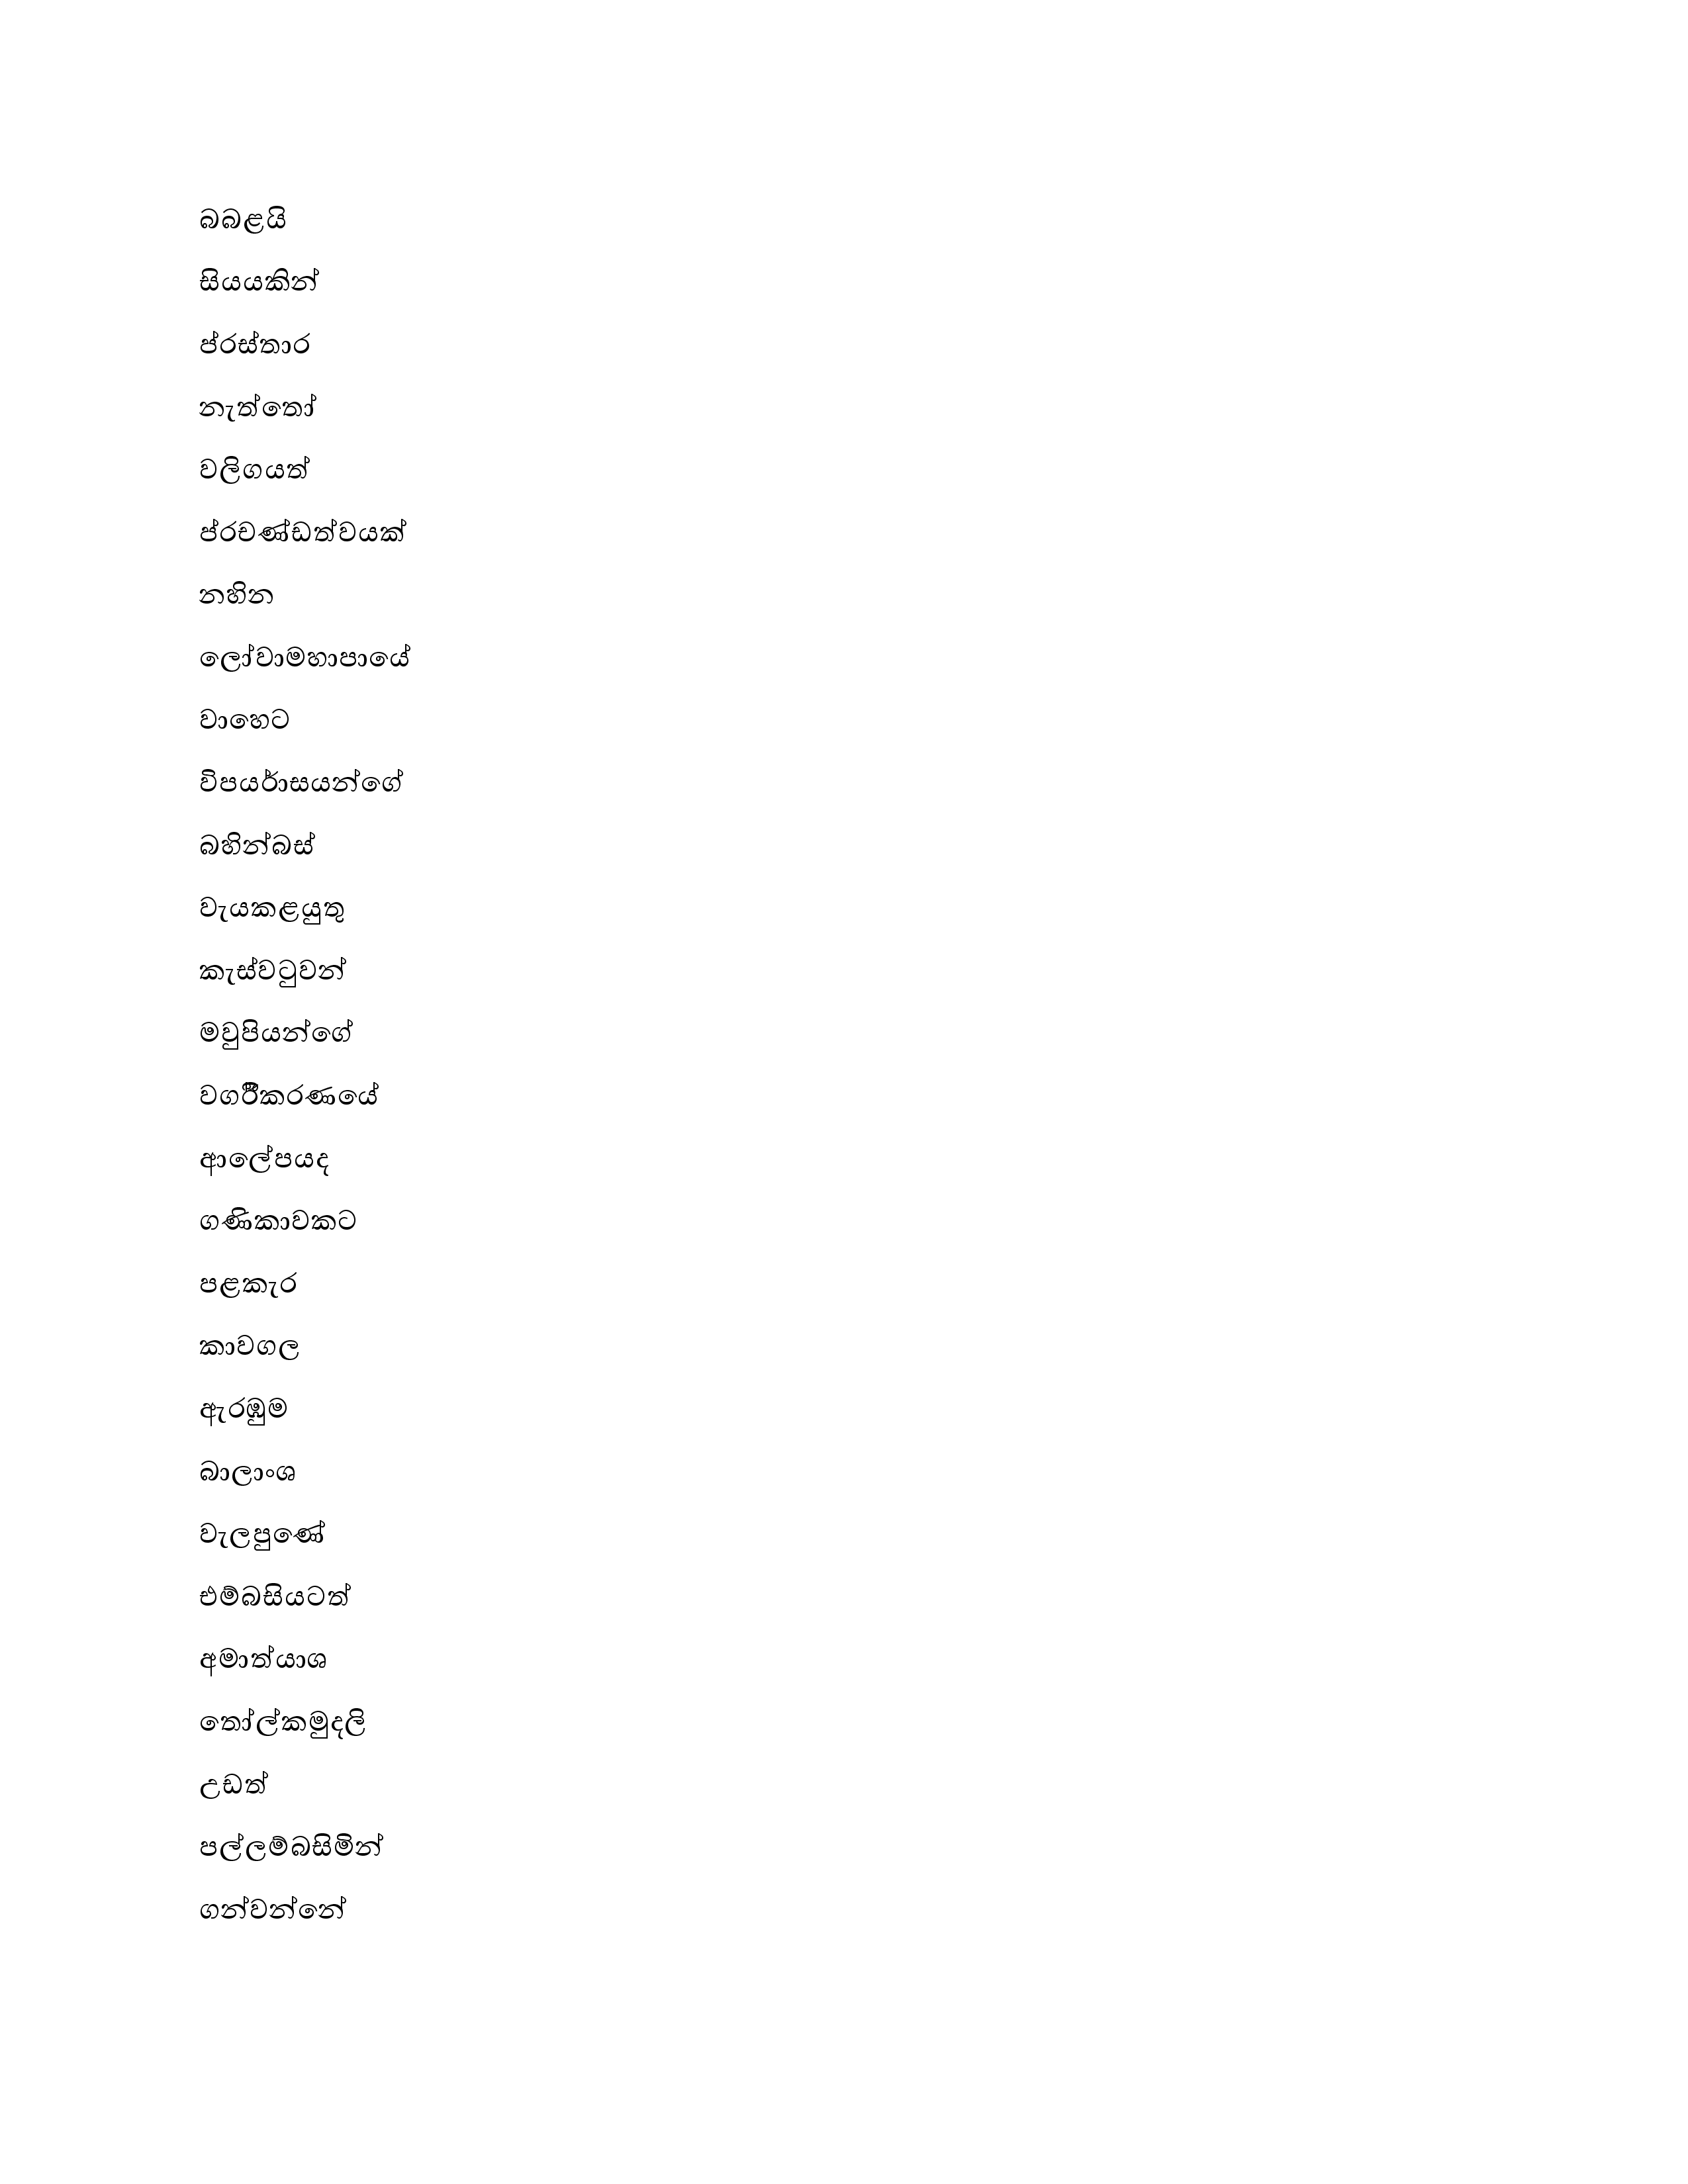 බබළයි
සියයකින්
ප්රස්තාර
නැත්තෝ
වලිගයත්
ප්රචණ්ඩත්වයක්
නහින
ලෝවාමහාපායේ
වාහෙට
විපර්යාසයන්ගේ
බහින්බස්
වැයකළයුතු
කැස්වටුවන්
මවුපියන්ගේ
වර්ගීකරණයේ
ආලේපයද
ගණිකාවකට
පළකැර
කාවගල
ඇරඹුම
බාලාංශ
වැලපුණේ
එම්බසියටත්
අමාත්යාශ
තෝල්කමුදලි
උඩත්
පල්ලම්බසිමින්
ගන්වන්නේ